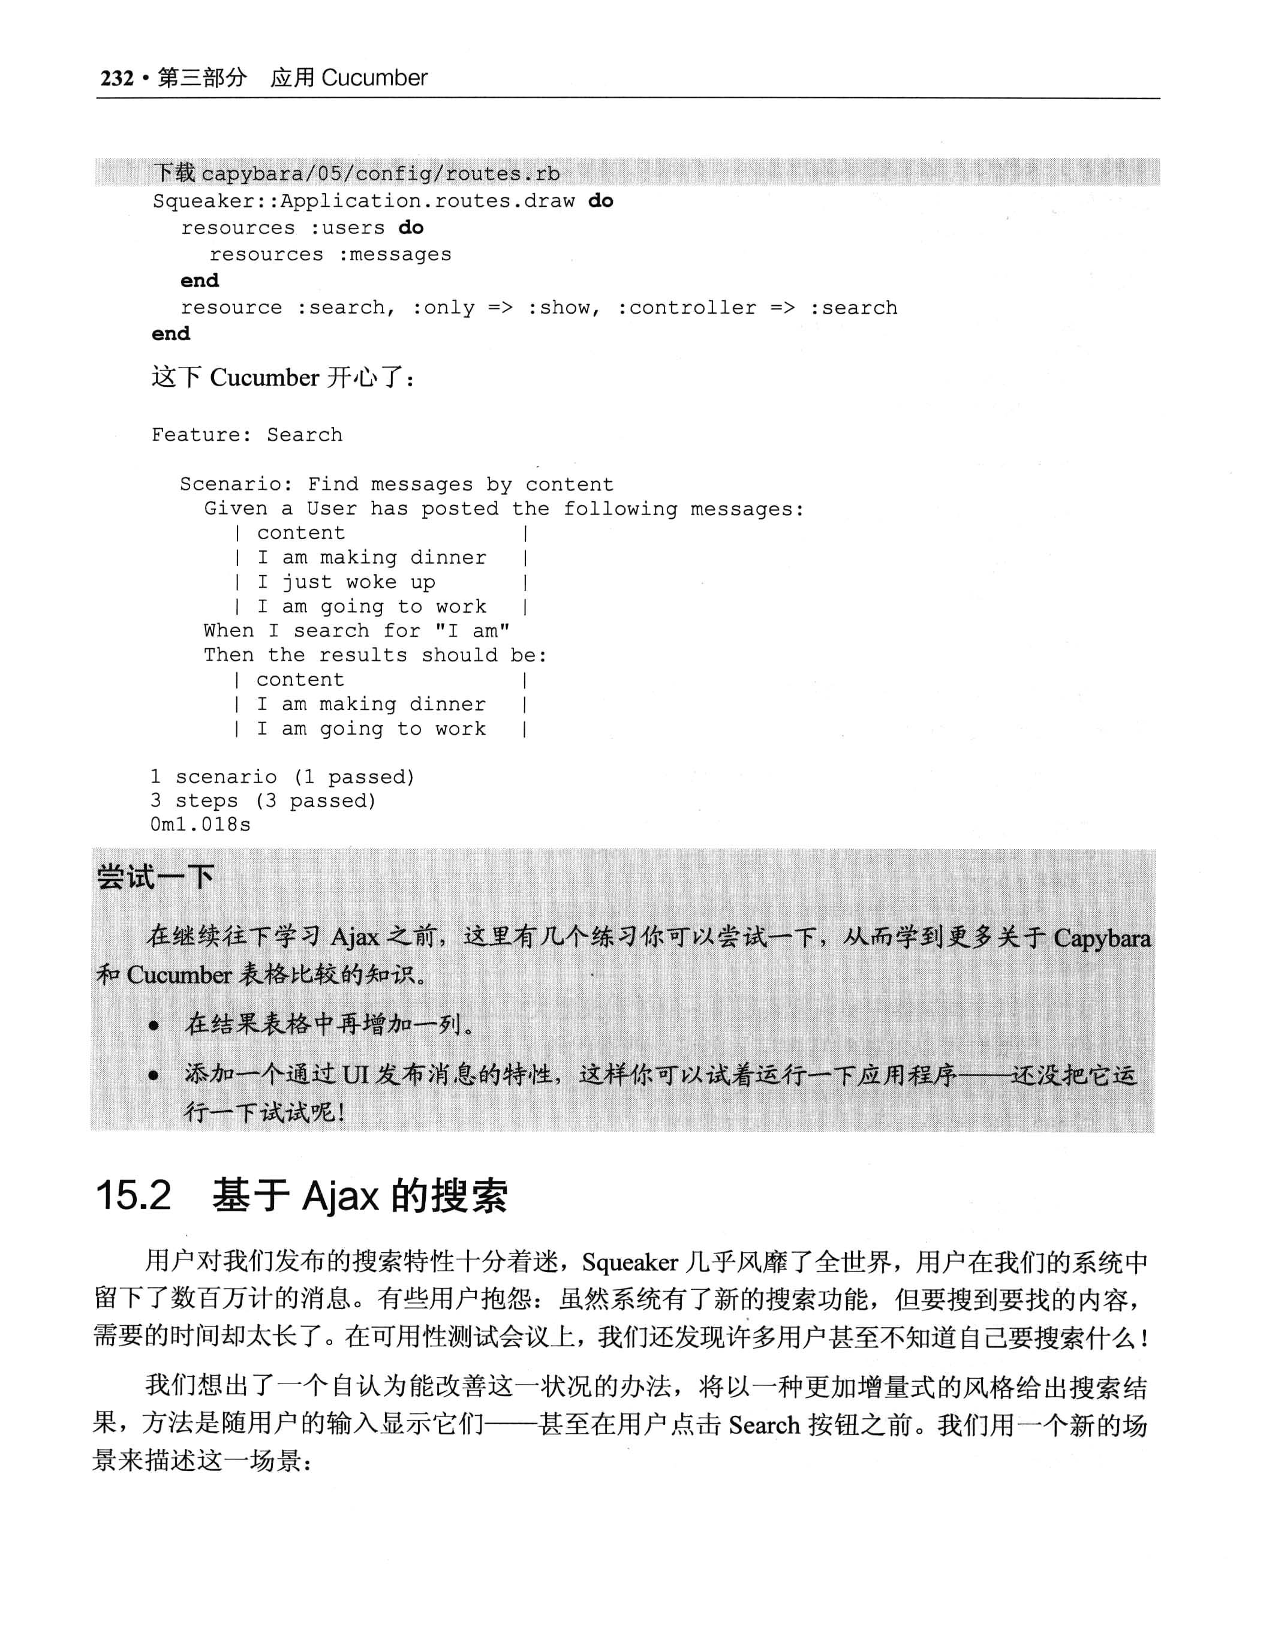 232·第三部分　应用 Cucumber
下载 capybara/05/config/routes.rb
Squeaker::Application.routes.draw do
  resources :users do
    resources :messages
  end
  resource :search, :only => :show, :controller => :search
end
这下 Cucumber 开心了：
Feature: Search
  Scenario: Find messages by content
    Given a User has posted the following messages:
      | content              |
      | I am making dinner   |
      | I just woke up       |
      | I am going to work   |
    When I search for "I am"
    Then the results should be:
      | content              |
      | I am making dinner   |
      | I am going to work   |
1 scenario (1 passed)
3 steps (3 passed)
0m1.018s
尝试一下
在继续往下学习 Ajax 之前，这里有几个练习你可以尝试一下，从而学到更多关于 Capybara
和 Cucumber 表格比较的知识。
• 在结果表格中再增加一列。
• 添加一个通过 UI 发布消息的特性，这样你可以试着运行一下应用程序——还没把它运
行一下试试呢！
15.2　基于 Ajax 的搜索
用户对我们发布的搜索特性十分着迷，Squeaker 几乎风靡了全世界，用户在我们的系统中
留下了数百万计的消息。有些用户抱怨：虽然系统有了新的搜索功能，但要搜到要找的内容，
需要的时间却太长了。在可用性测试会议上，我们还发现许多用户甚至不知道自己要搜索什么！
我们想出了一个自认为能改善这一状况的办法，将以一种更加增量式的风格给出搜索结
果，方法是随用户的输入显示它们——甚至在用户点击 Search 按钮之前。我们用一个新的场
景来描述这一场景：